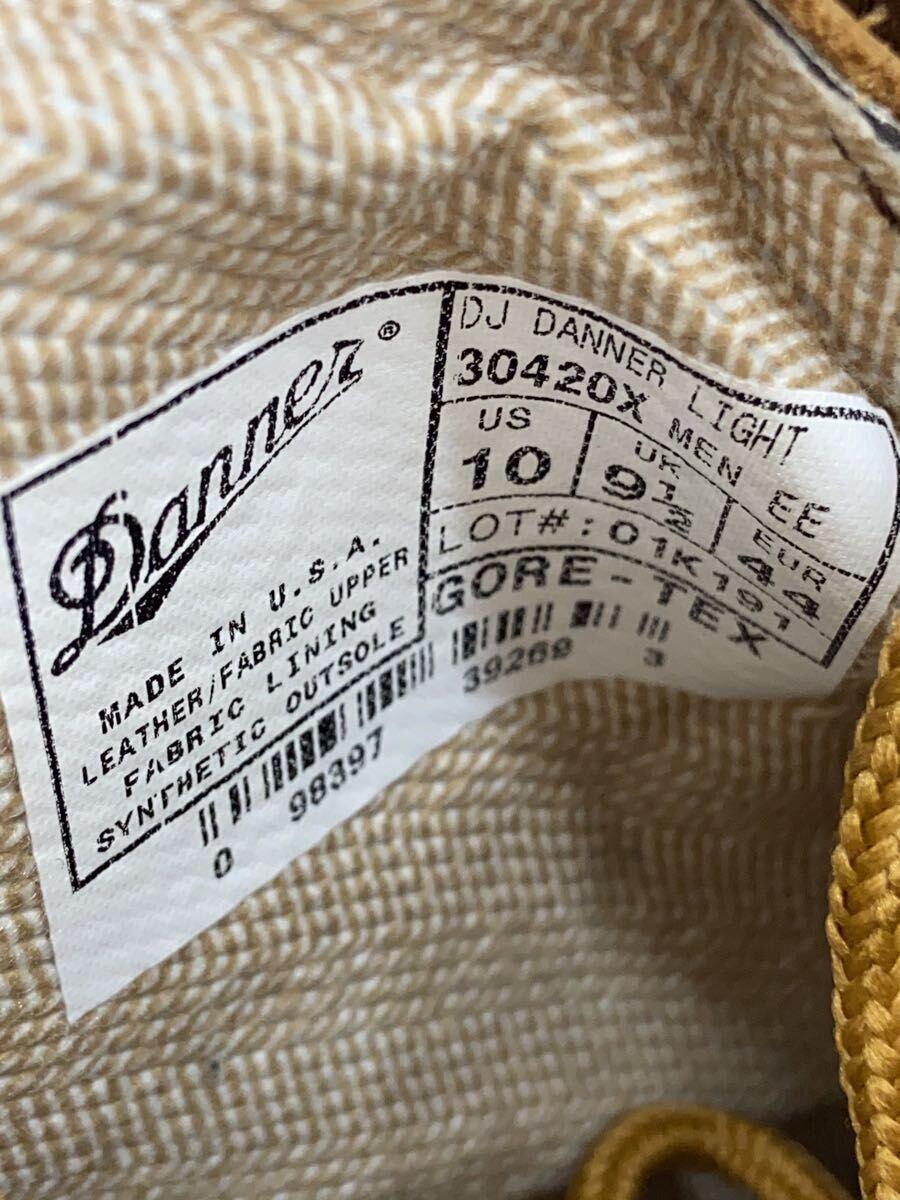 Danner®
MADE IN U.S.A.
LEATHER/FABRIC UPPER
FABRIC LINING
SYNTHETIC OUTSOLE
DJ DANNER LIGHT
30420X MEN EE
US UK EUR
10 9½ 44
LOT#: 01K191
GORE-TEX
0 98397 39269 3